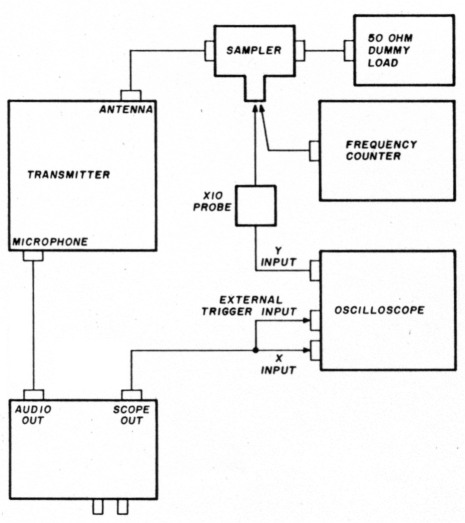 SAMPLER
50 OHM
DUMMY
LOAD
ANTENNA
TRANSMITTER
MICROPHONE
FREQUENCY
COUNTER
X10
PROBE
Y
INPUT
EXTERNAL
TRIGGER INPUT
OSCILLOSCOPE
X
INPUT
AUDIO
OUT
SCOPE
OUT